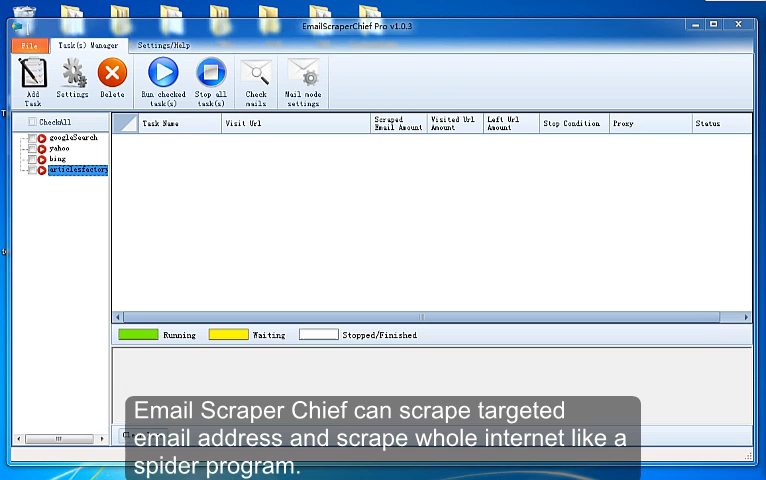 EmailScraperChief Pro v1.0.3
File Task(s) Manager Settings/Help
Add Task
Settings
Delete
Run checked task(s)
Stop all task(s)
Check mails
Mail mode settings
CheckAll
googleSearch
yahoo
bing
articlesfactory
Task Name Visit Url Scraped Email Amount Visited Url Amount Left Url Amount Stop Condition Proxy Status
Running Waiting Stopped/Finished
Email Scraper Chief can scrape targeted
email address and scrape whole internet like a
spider program.